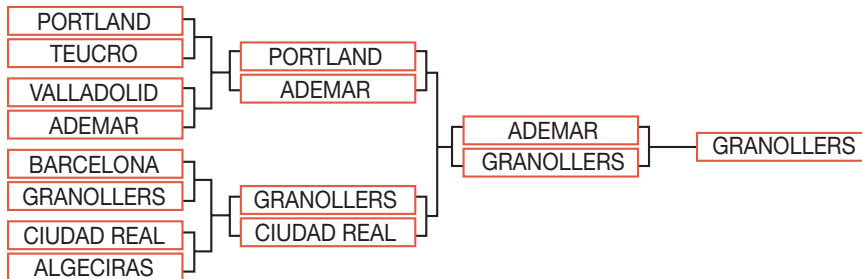 PORTLAND
TEUCRO
VALLADOLID
ADEMAR
BARCELONA
GRANOLLERS
CIUDAD REAL
ALGECIRAS
PORTLAND
ADEMAR
GRANOLLERS
CIUDAD REAL
ADEMAR
GRANOLLERS
GRANOLLERS